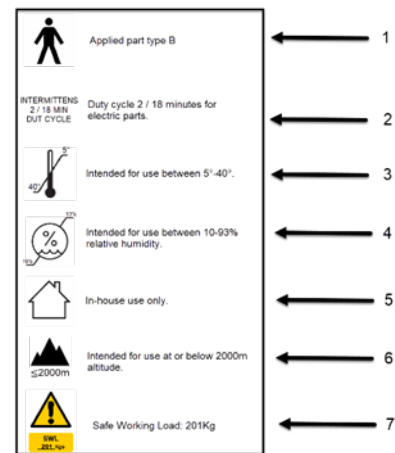 Applied part type B
1
INTERMITTENS
2 / 18 MIN
DUT CYCLE
Duty cycle 2 / 18 minutes for
electric parts.
2
5°
40°
Intended for use between 5°-40°.
3
%
Intended for use between 10-93%
relative humidity.
4
In-house use only.
5
≤2000m
Intended for use at or below 2000m
altitude.
6
SWL
201 Kgs
Safe Working Load: 201Kg
7